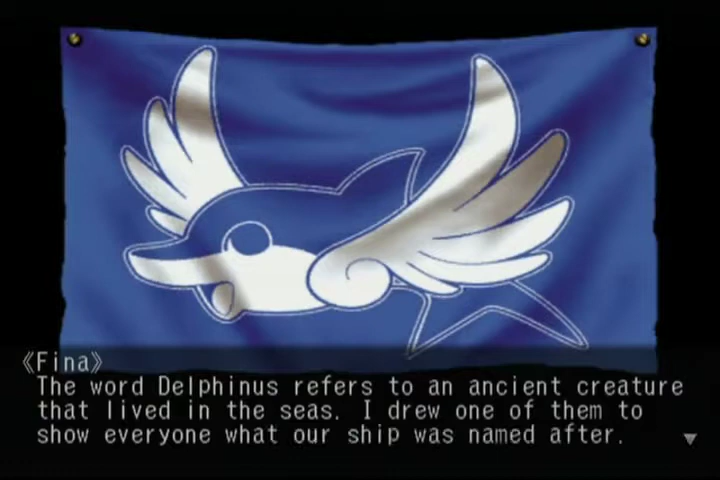 《Fina》
The word Delphinus refers to an ancient creature
that lived in the seas. I drew one of them to
show everyone what our ship was named after.